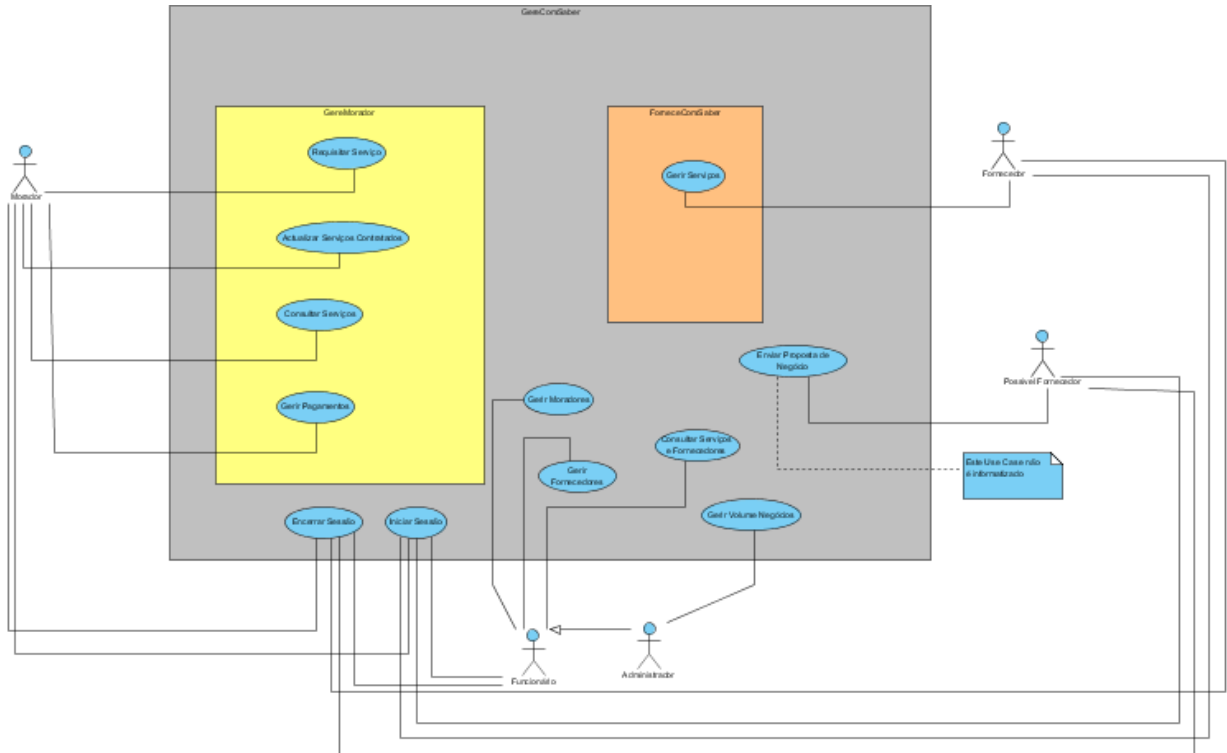 GereComSaber
GereMorador
ForneceComSaber
Requisitar Serviço
Morador
Gerir Serviços
Fornecedor
Actualizar Serviços Contratados
Consultar Serviços
Enviar Proposta de
Negócio
Possível Fornecedor
Gerir Pagamentos
Gerir Moradores
Consultar Serviços
e Fornecedores
Este Use Case não
é informatizado
Gerir
Fornecedores
Gerir Volume Negócios
Encerrar Sessão
Iniciar Sessão
Funcionário
Administrador